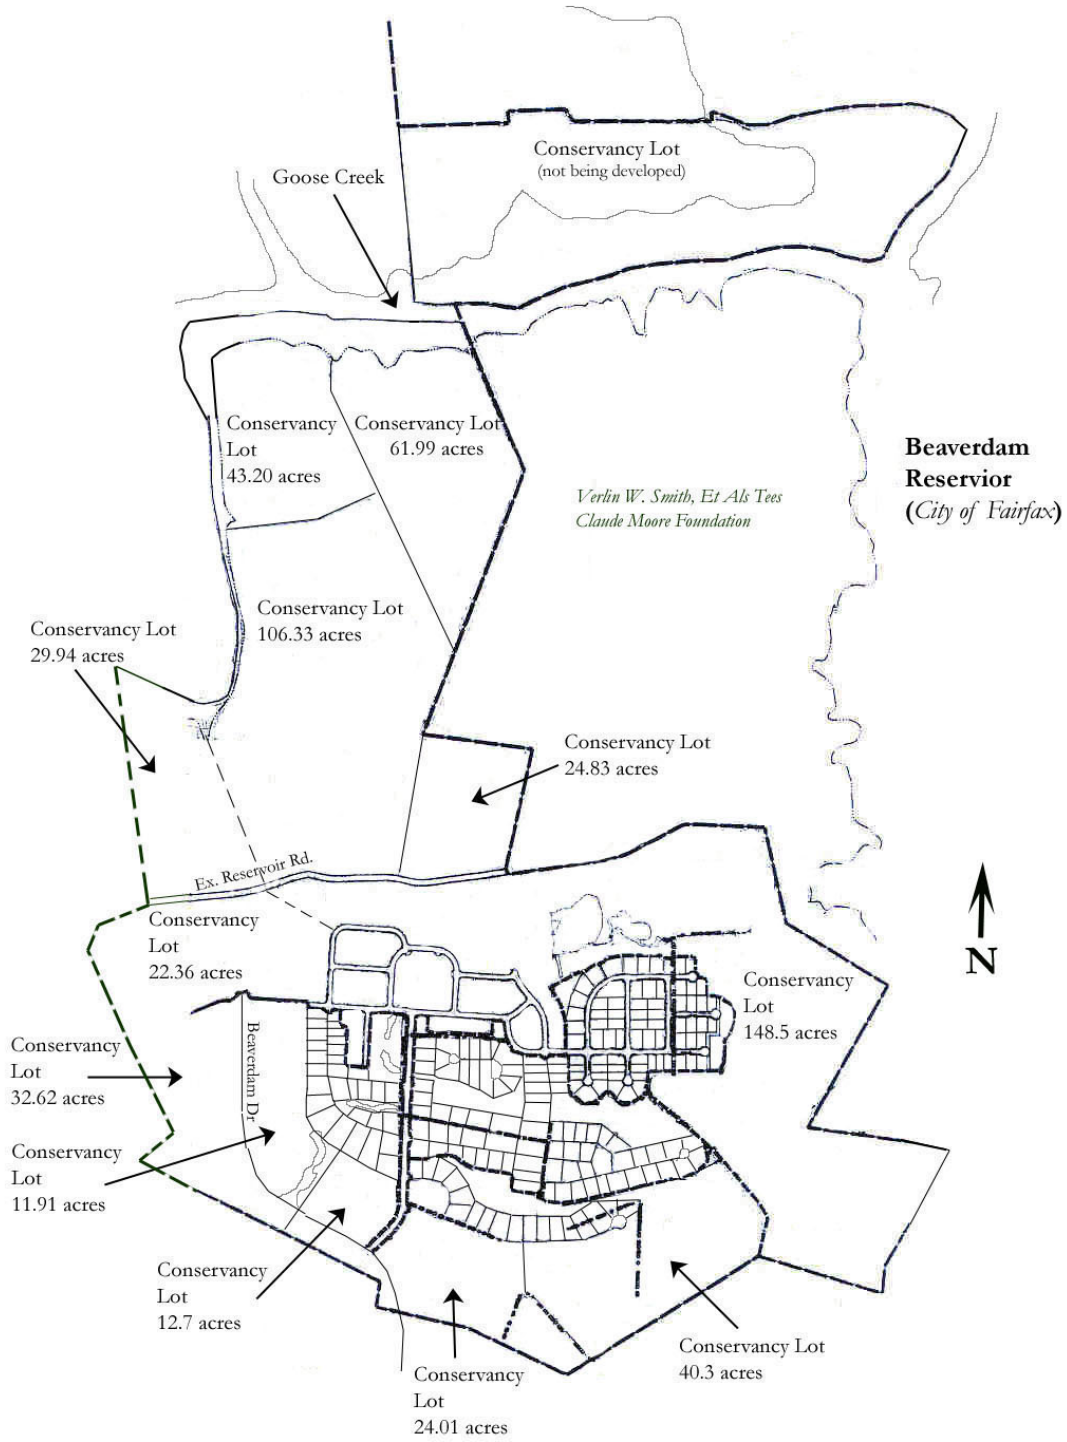 Conservancy Lot
(not being developed)
Goose Creek
Conservancy
Lot
43.20 acres
Conservancy Lot
61.99 acres
Beaverdam
Reservior
(City of Fairfax)
Verlin W. Smith, Et Als Tees
Claude Moore Foundation
Conservancy Lot
106.33 acres
Conservancy Lot
29.94 acres
Conservancy Lot
24.83 acres
Ex. Reservoir Rd.
Conservancy
Lot
22.36 acres
N
Conservancy
Lot
148.5 acres
Beaverdam Dr
Conservancy
Lot
32.62 acres
Conservancy
Lot
11.91 acres
Conservancy
Lot
12.7 acres
Conservancy Lot
40.3 acres
Conservancy
Lot
24.01 acres